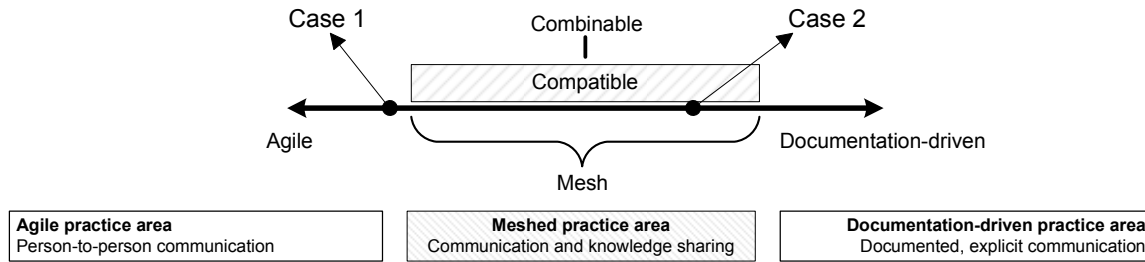 Case 1
Combinable
Case 2
Compatible
Agile
Documentation-driven
Mesh
Agile practice area
Person-to-person communication
Meshed practice area
Communication and knowledge sharing
Documentation-driven practice area
Documented, explicit communication